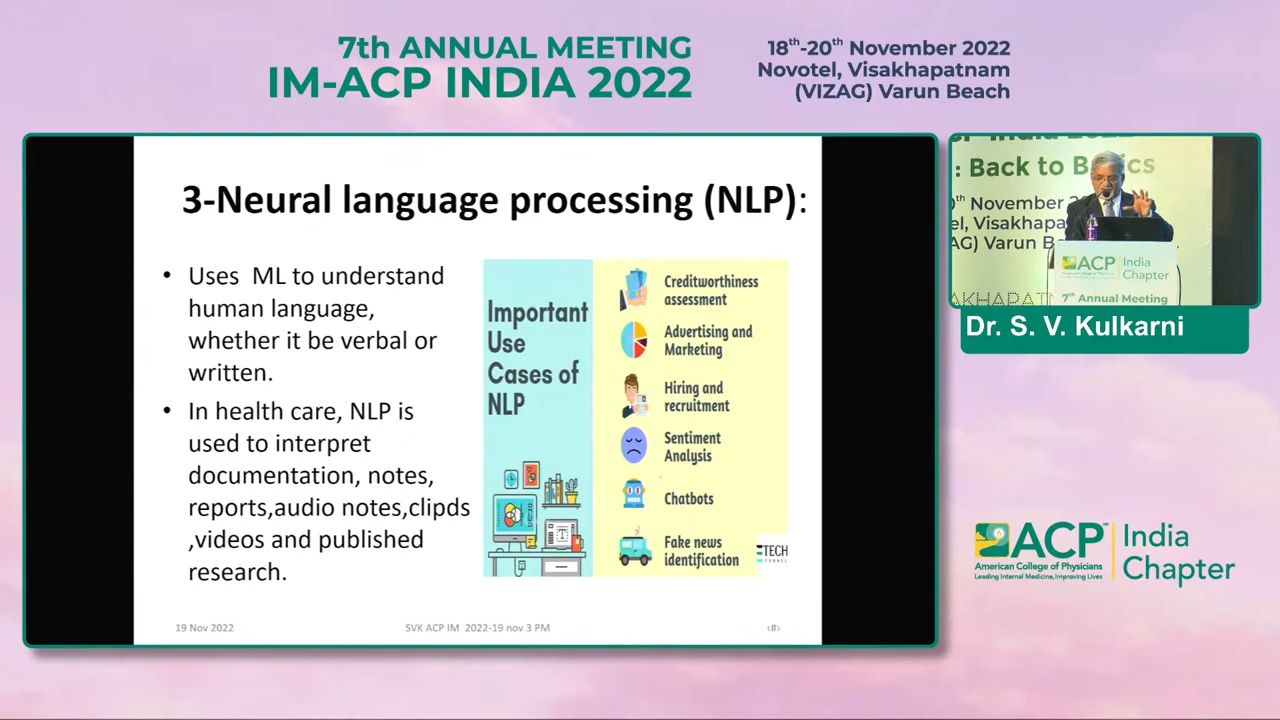 7th ANNUAL MEETING
IM-ACP INDIA 2022
18th-20th November 2022
Novotel, Visakhapatnam
(VIZAG) Varun Beach
3-Neural language processing (NLP):
• Uses ML to understand
human language,
whether it be verbal or
written.
• In health care, NLP is
used to interpret
documentation, notes,
reports,audio notes,clipds
,videos and published
research.
Important
Use
Cases of
NLP
Creditworthiness
assessment
Advertising and
Marketing
Hiring and
recruitment
Sentiment
Analysis
Chatbots
Fake news
identification
ETECH
19 Nov 2022
SVK ACP IM 2022-19 nov 3 PM
‹#›
: Back to Basics
November
Visakhapa
AG) Varun B
ACP
India
Chapter
7th Annual Meeting
AKHAPAT
Dr. S. V. Kulkarni
ACP™
American College of Physicians
Leading Internal Medicine, Improving Lives
India
Chapter